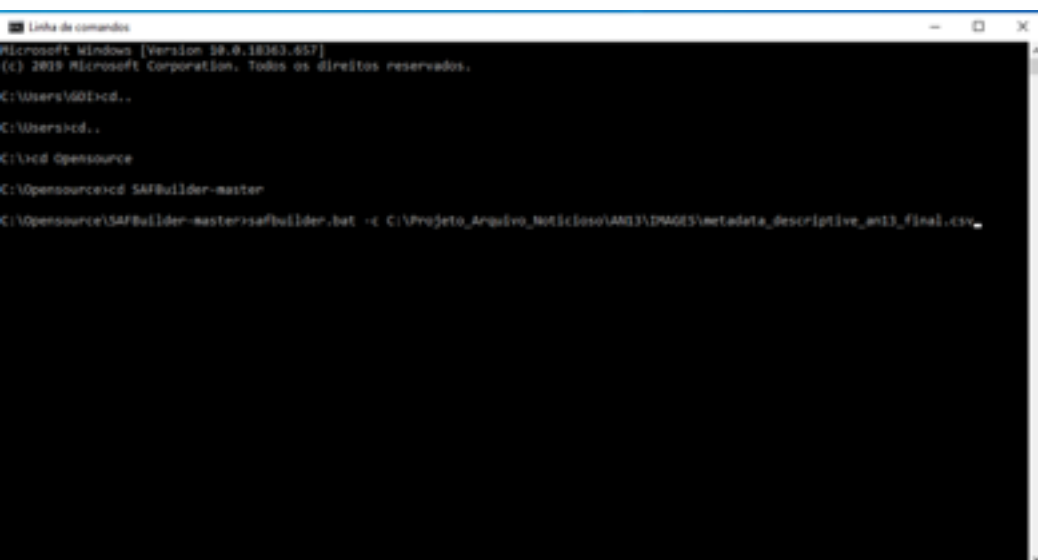 Linha de comandos
Microsoft Windows [Version 10.0.18363.657]
(c) 2019 Microsoft Corporation. Todos os direitos reservados.
C:\Users\GDI>cd..
C:\Users>cd..
C:\>cd Opensource
C:\Opensource>cd SAFBuilder-master
C:\Opensource\SAFBuilder-master>safbuilder.bat -c C:\Projeto_Arquivo_Noticioso\AN13\IMAGES\metadata_descriptive_an13_final.csv